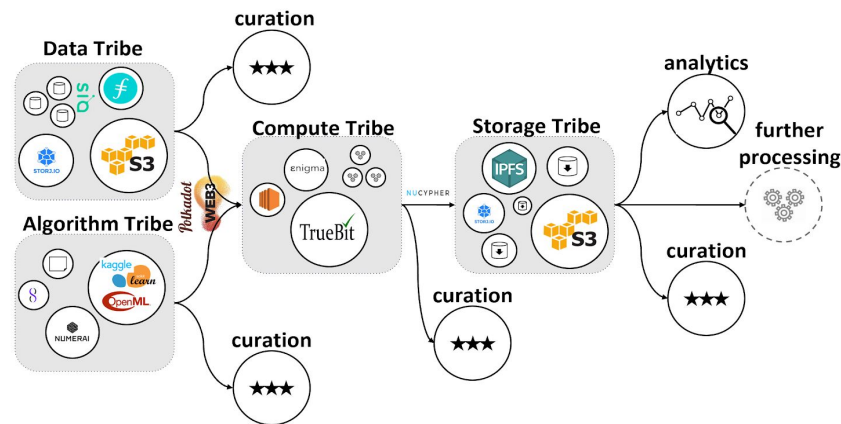 curation
Data Tribe
SiA
STORJ.IO
S3
Algorithm Tribe
kaggle
learn
OpenML
NUMERAI
curation
Polkadot
WEB3
Compute Tribe
enigma
TrueBit
NUCYPHER
curation
Storage Tribe
IPFS
STORJ.IO
S3
analytics
further
processing
curation